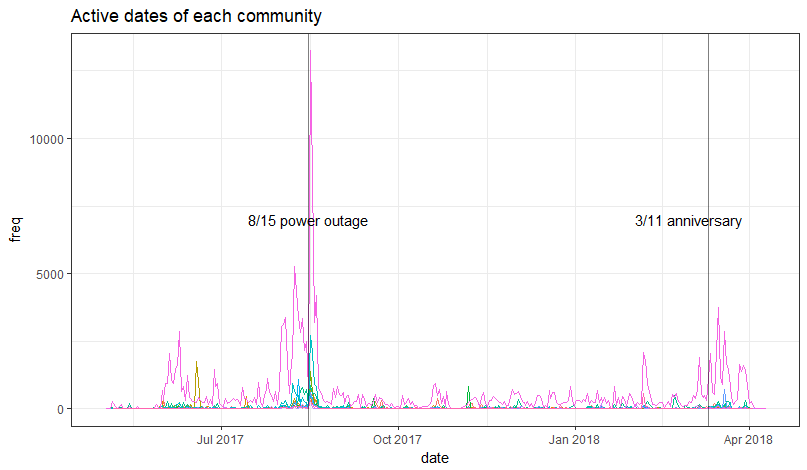 Active dates of each community
freq
10000
5000
0
8/15 power outage
3/11 anniversary
Jul 2017
Oct 2017
Jan 2018
Apr 2018
date